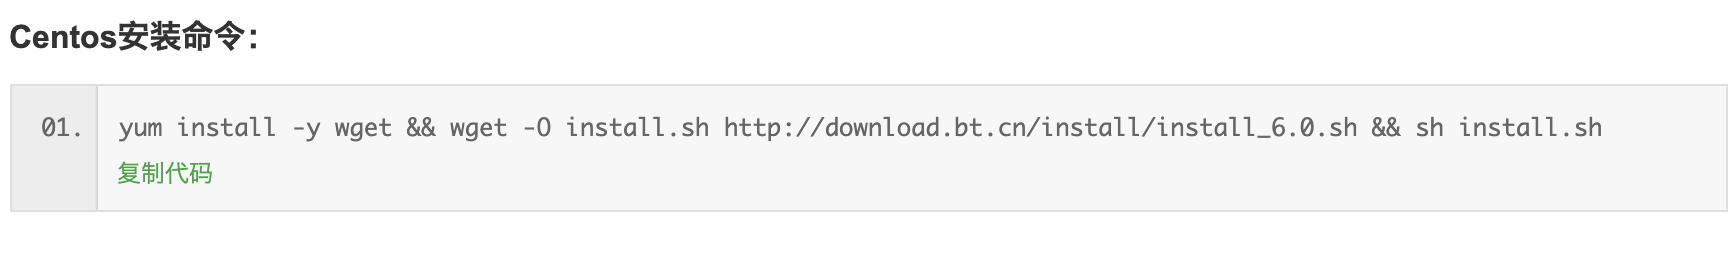 Centos安装命令：
01. yum install -y wget && wget -O install.sh http://download.bt.cn/install/install_6.0.sh && sh install.sh
复制代码